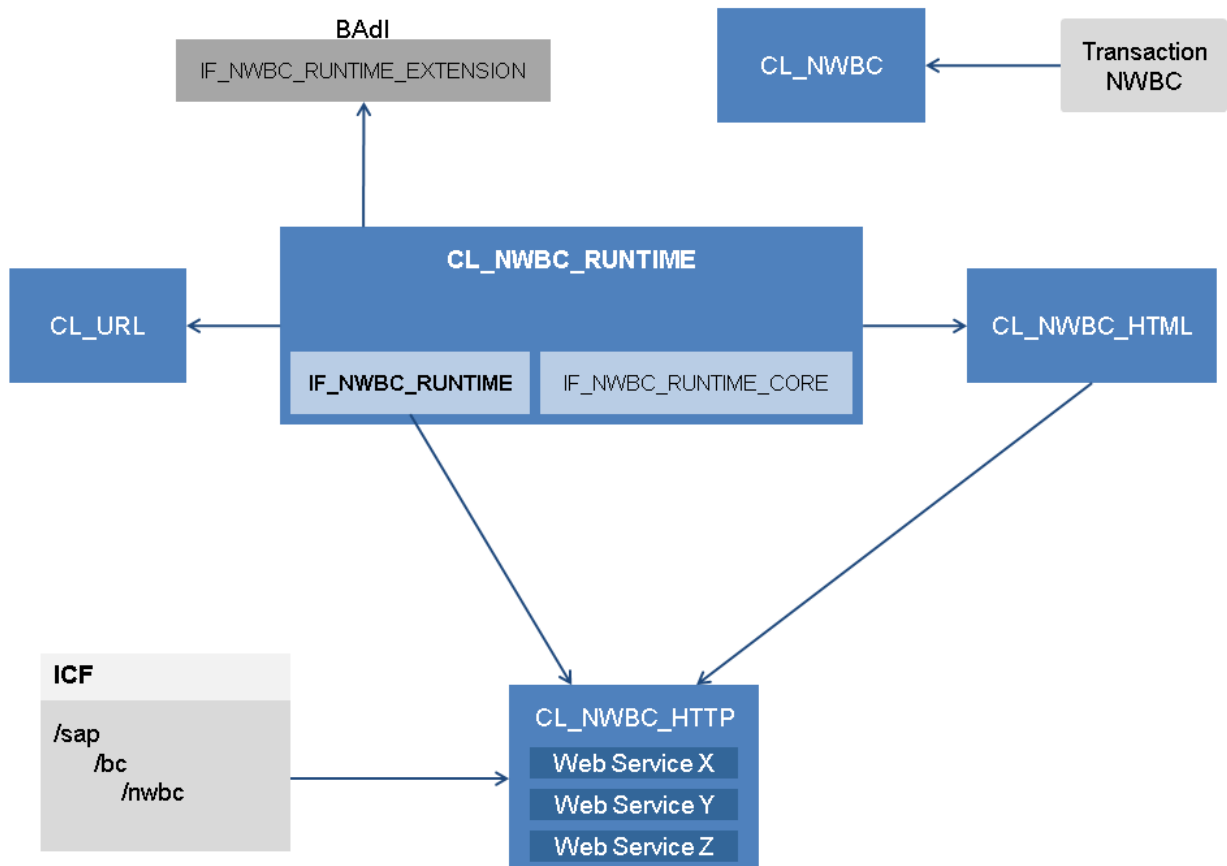 BAdI
IF_NWBC_RUNTIME_EXTENSION
CL_NWBC
Transaction
NWBC
CL_NWBC_RUNTIME
CL_URL
CL_NWBC_HTML
IF_NWBC_RUNTIME
IF_NWBC_RUNTIME_CORE
ICF
/sap
/bc
/nwbc
CL_NWBC_HTTP
Web Service X
Web Service Y
Web Service Z